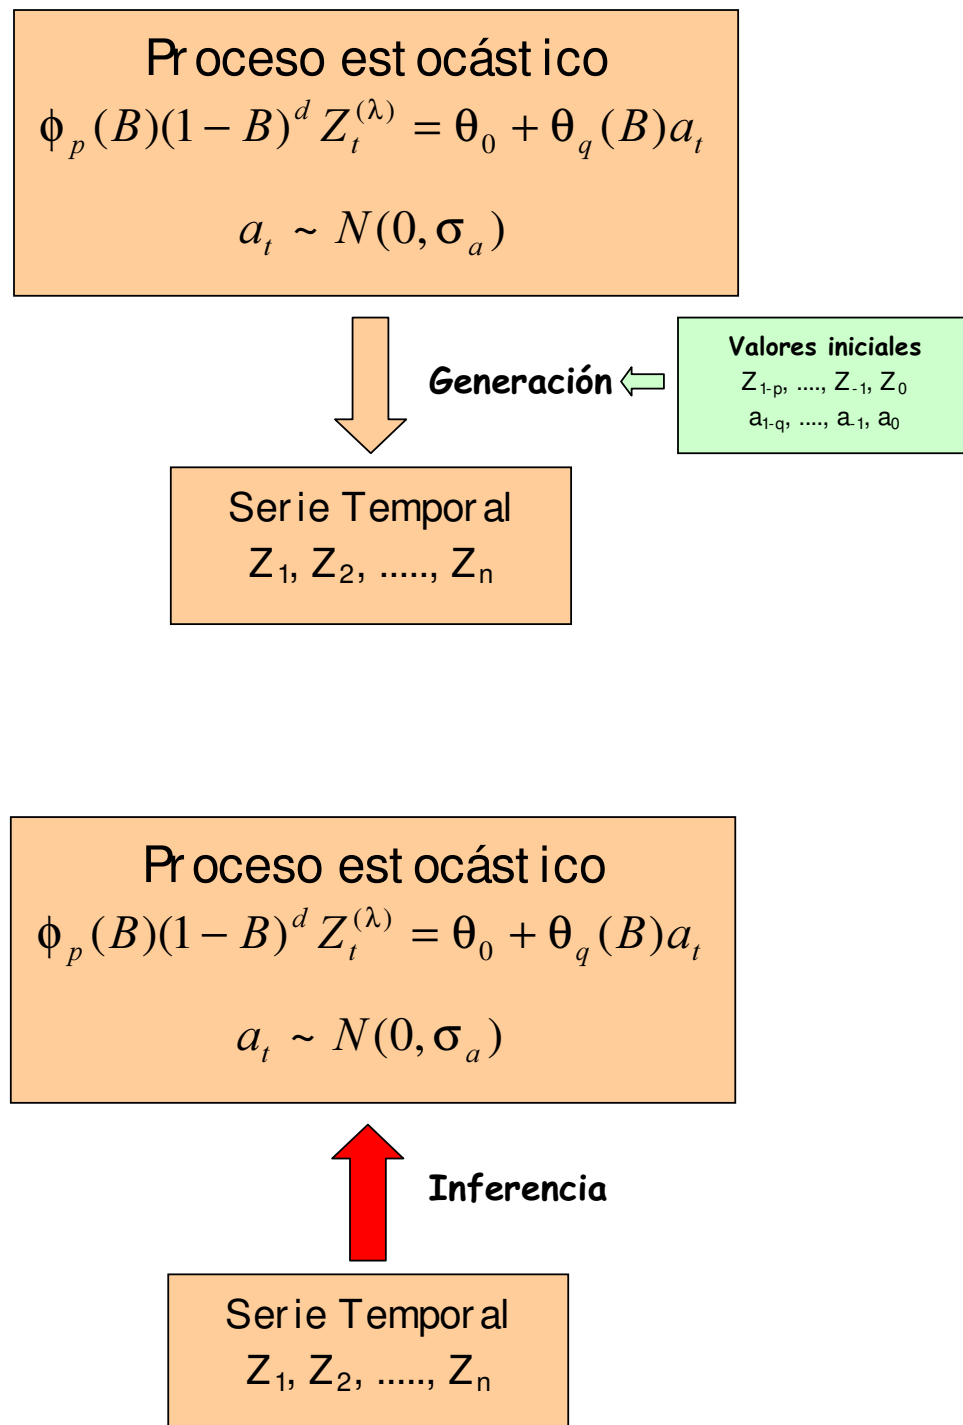 Proceso estocástico
ϕ_p(B)(1 − B)^d Z_t^(λ) = θ_0 + θ_q(B)a_t
a_t ~ N(0, σ_a)
Generación
Valores iniciales
Z_1-p, ...., Z_-1, Z_0
a_1-q, ...., a_-1, a_0
Serie Temporal
Z_1, Z_2, ....., Z_n
Proceso estocástico
ϕ_p(B)(1 − B)^d Z_t^(λ) = θ_0 + θ_q(B)a_t
a_t ~ N(0, σ_a)
Inferencia
Serie Temporal
Z_1, Z_2, ....., Z_n